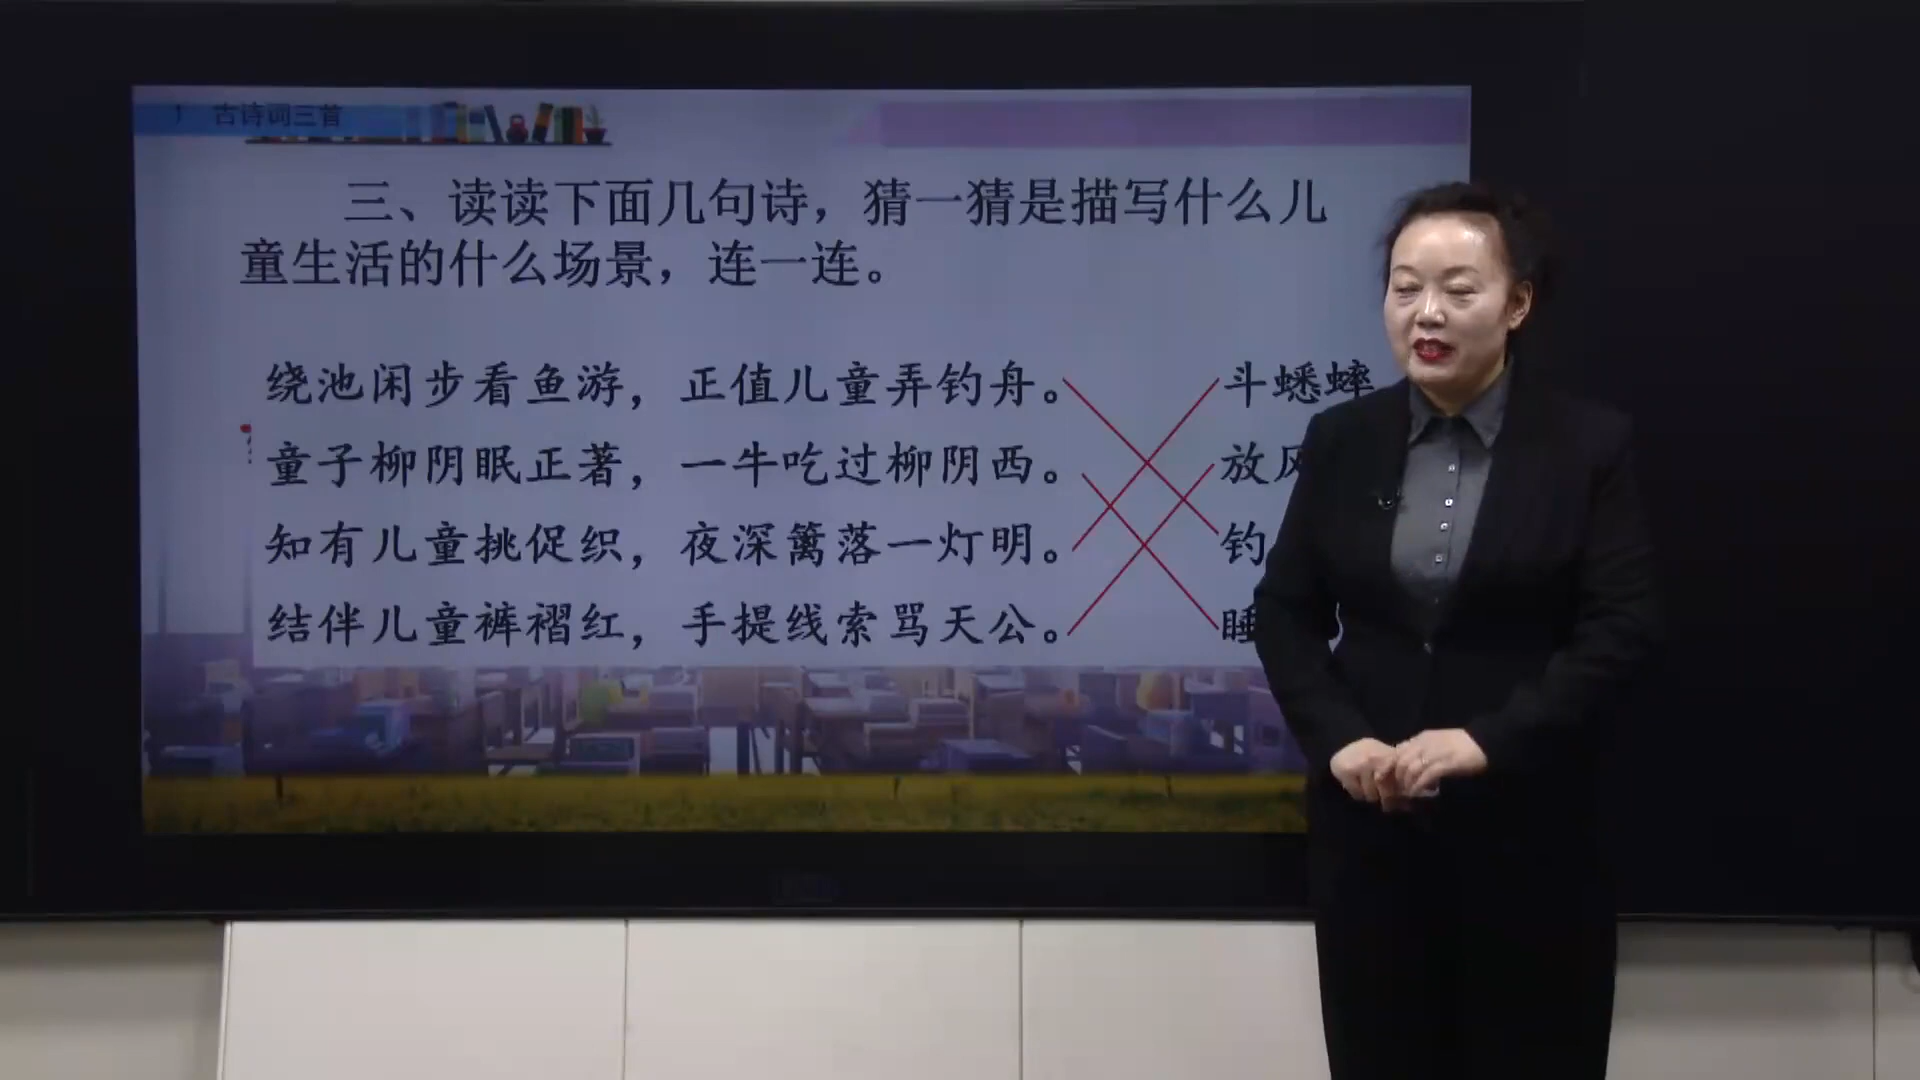 1 古诗词三首
三、读读下面几句诗，猜一猜是描写什么儿
童生活的什么场景，连一连。
绕池闲步看鱼游，正值儿童弄钓舟。 斗蟋蟀
童子柳阴眠正著，一牛吃过柳阴西。 放风
知有儿童挑促织，夜深篱落一灯明。 钓
结伴儿童裤褶红，手提线索骂天公。 睡